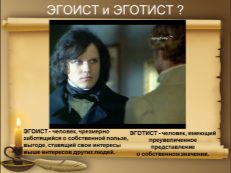 ЭГОИСТ и ЭГОТИСТ ?
ЭГОИСТ - человек, чрезмерно
заботящийся о собственной пользе,
выгоде, ставящий свои интересы
выше интересов других людей.
ЭГОТИСТ - человек, имеющий
преувеличенное
представление
о собственном значении.